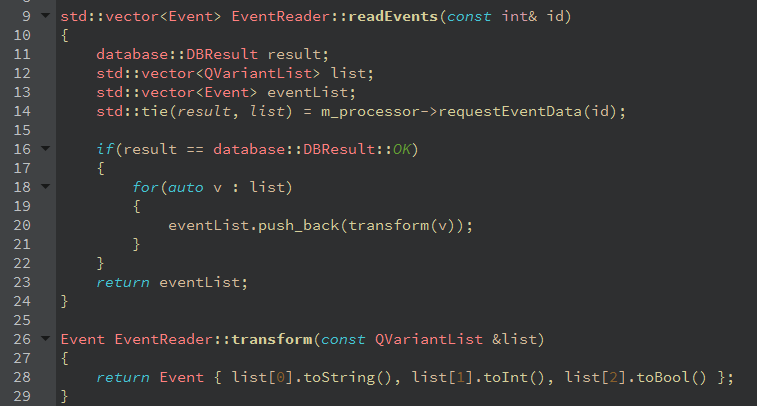 9 std::vector<Event> EventReader::readEvents(const int& id)
10 {
11     database::DBResult result;
12     std::vector<QVariantList> list;
13     std::vector<Event> eventList;
14     std::tie(result, list) = m_processor->requestEventData(id);
15
16     if(result == database::DBResult::OK)
17     {
18         for(auto v : list)
19         {
20             eventList.push_back(transform(v));
21         }
22     }
23     return eventList;
24 }
25
26 Event EventReader::transform(const QVariantList &list)
27 {
28     return Event { list[0].toString(), list[1].toInt(), list[2].toBool() };
29 }